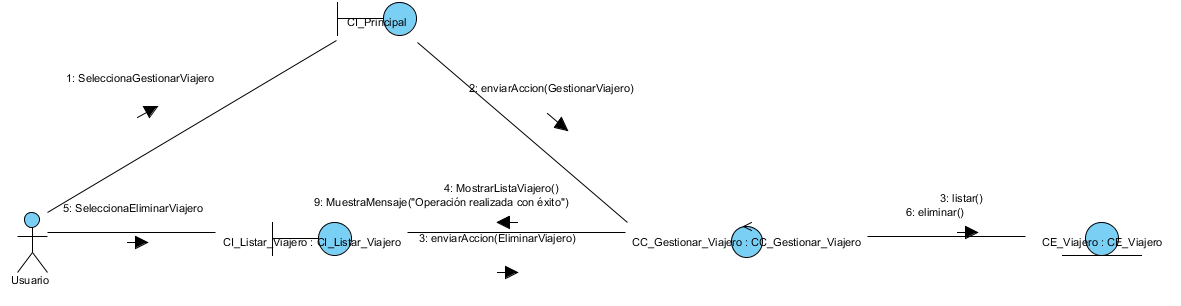 CI_Principal
1: SeleccionaGestionarViajero
2: enviarAccion(GestionarViajero)
4: MostrarListaViajero()
9: MuestraMensaje("Operación realizada con éxito")
3: listar()
6: eliminar()
5: SeleccionaEliminarViajero
3: enviarAccion(EliminarViajero)
CI_Listar_Viajero : CI_Listar_Viajero
CC_Gestionar_Viajero : CC_Gestionar_Viajero
CE_Viajero : CE_Viajero
Usuario